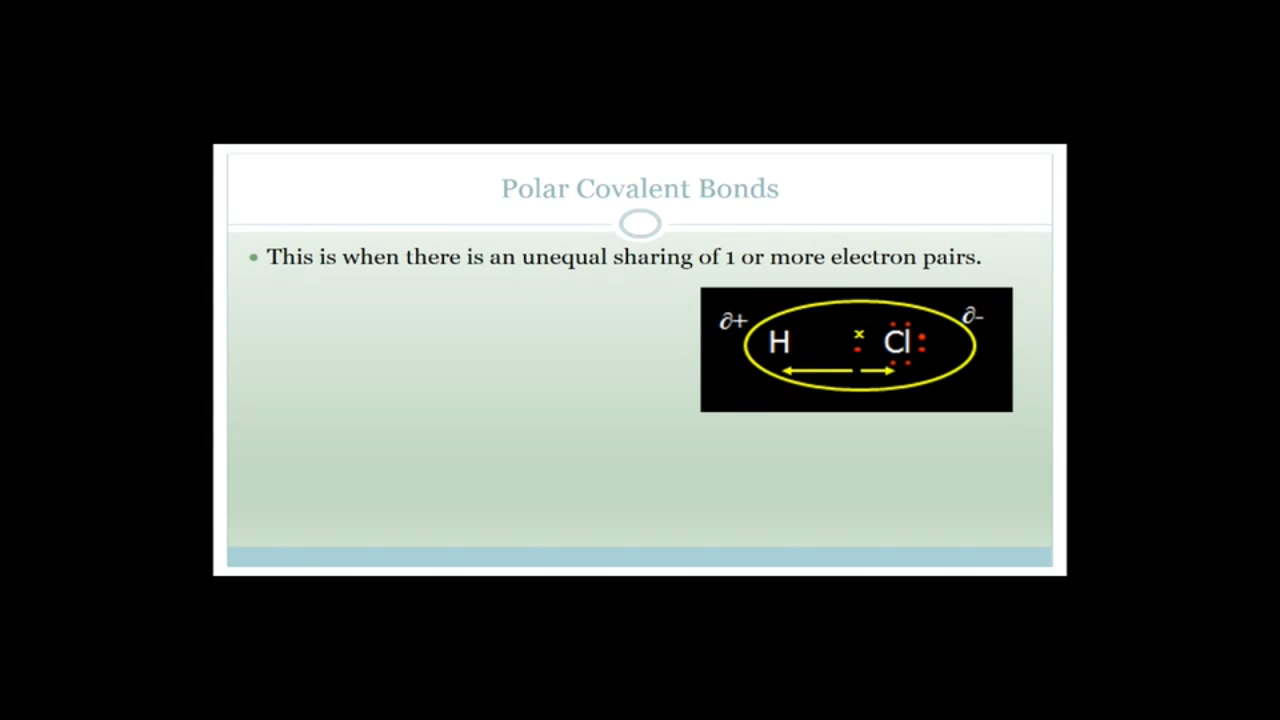 Polar Covalent Bonds
• This is when there is an unequal sharing of 1 or more electron pairs.
∂+ ∂-
H x Cl